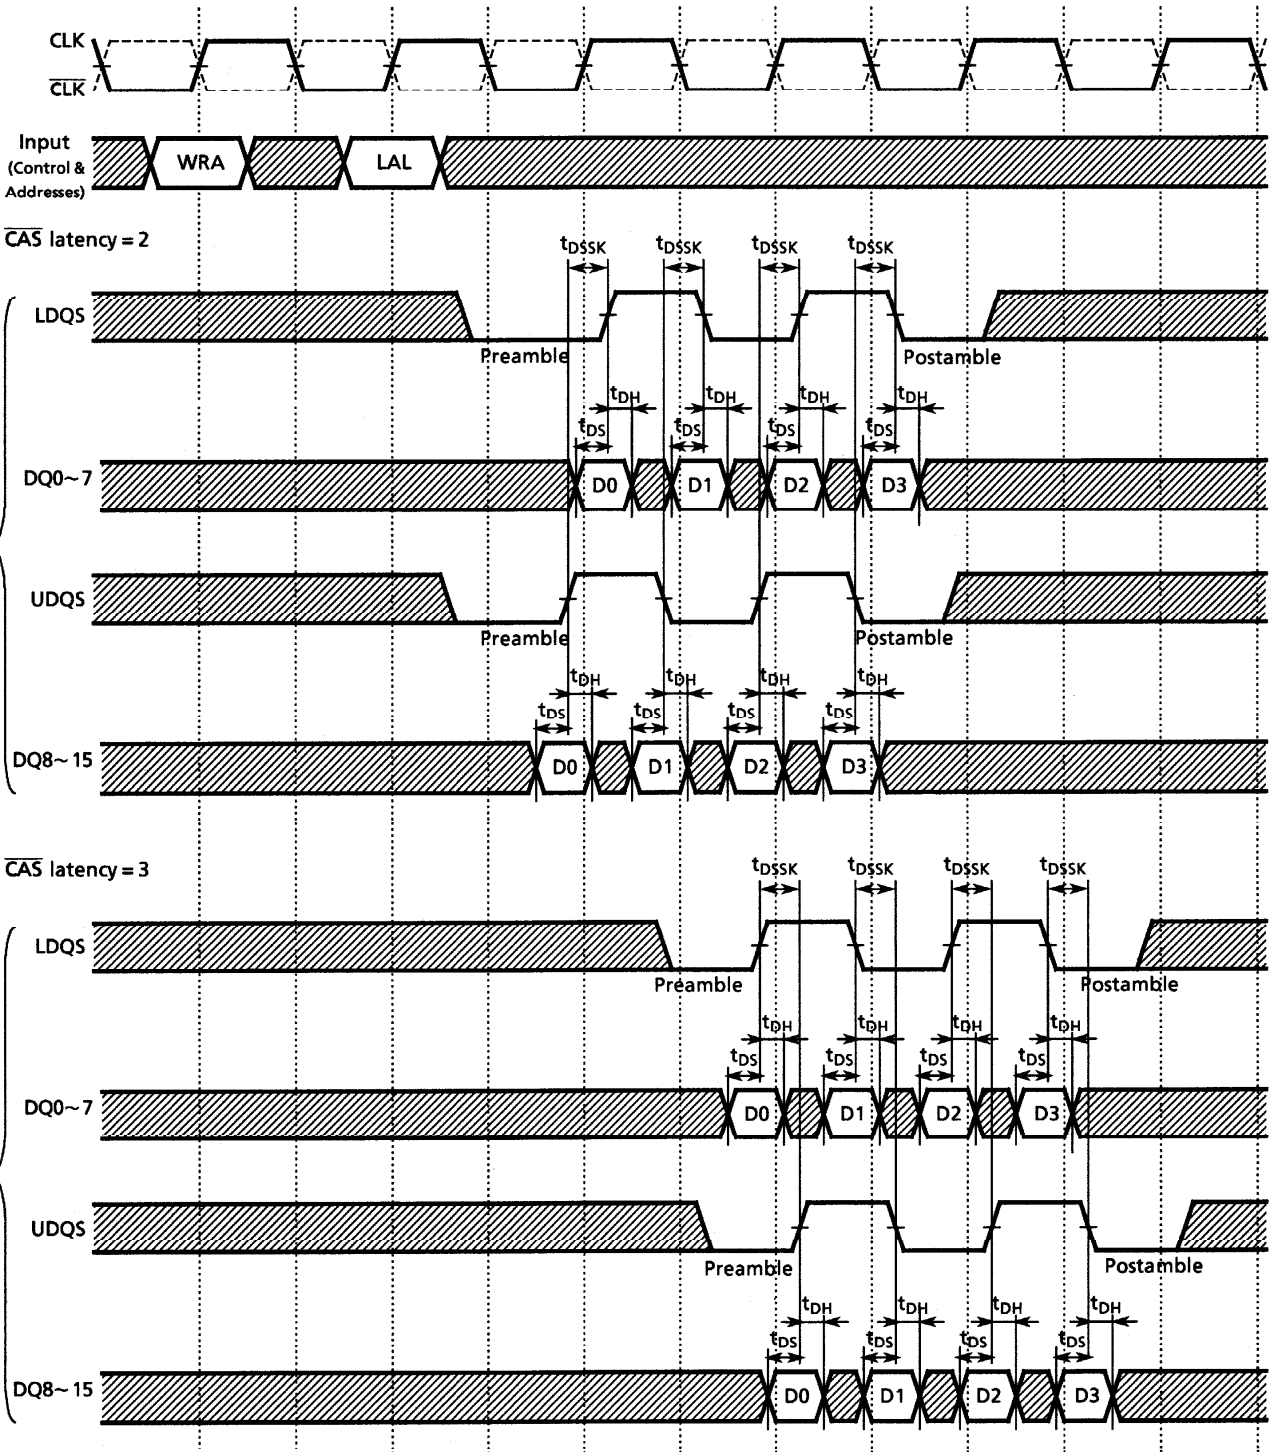 CLK
CLK
Input
(Control &
Addresses)
WRA
LAL
CAS latency = 2
tDSSK tDSSK tDSSK tDSSK
LDQS
Preamble
Postamble
tDH tDH tDH tDH
tDS tDS tDS tDS
DQ0~7
D0 D1 D2 D3
UDQS
Preamble
Postamble
tDH tDH tDH tDH
tDS tDS tDS tDS
DQ8~15
D0 D1 D2 D3
CAS latency = 3
tDSSK tDSSK tDSSK tDSSK
LDQS
Preamble
Postamble
tDH tDH tDH tDH
tDS tDS tDS tDS
DQ0~7
D0 D1 D2 D3
UDQS
Preamble
Postamble
tDH tDH tDH tDH
tDS tDS tDS tDS
DQ8~15
D0 D1 D2 D3